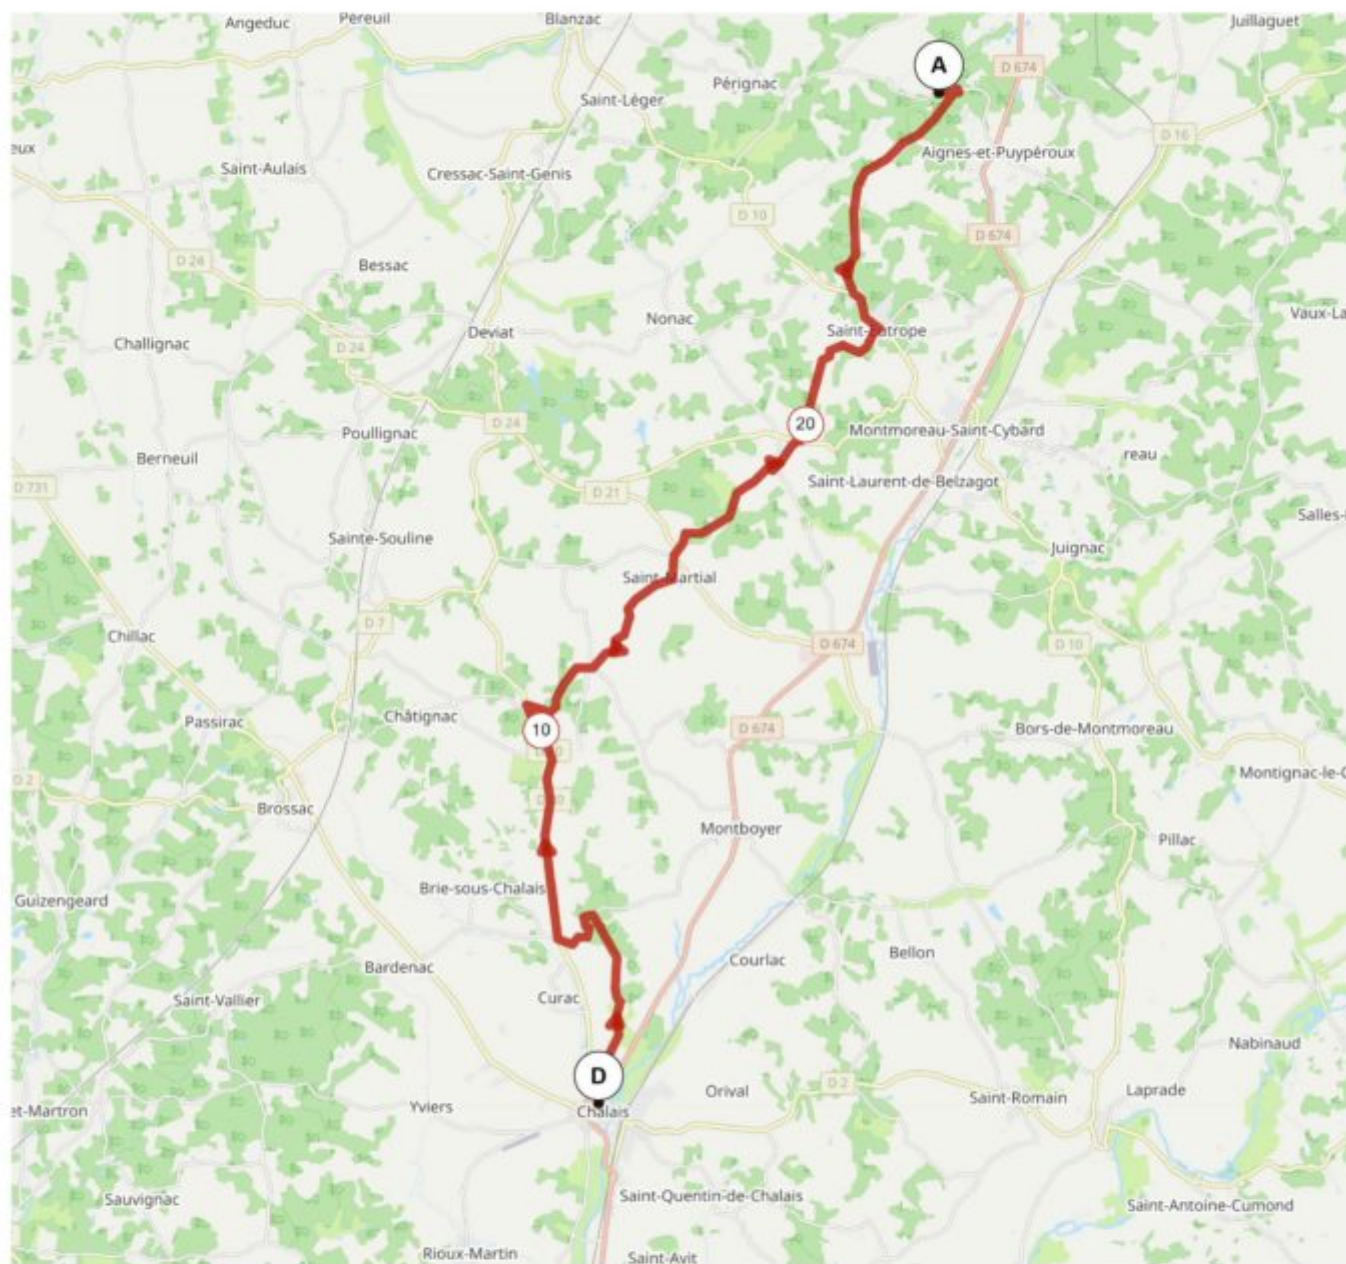 Angeduc
Péreuil
Blanzac
Juillaguet
A
D 674
Pérignac
Saint-Léger
D 16
eux
Saint-Aulais
Cressac-Saint-Genis
Aignes-et-Puypéroux
D 10
D 674
D 24
Bessac
Nonac
Saint-Eutrope
Vaux-La
Challignac
D 24
Deviat
D 24
20
Poullignac
Montmoreau-Saint-Cybard
Berneuil
reau
D 731
D 21
Saint-Laurent-de-Belzagot
Salles-
Sainte-Souline
Juignac
Saint-Martial
D 7
Chillac
D 674
D 10
Passirac
Châtignac
10
D 674
Bors-de-Montmoreau
D 2
Montignac-le-C
Brossac
Montboyer
Pillac
Brie-sous-Chalais
Guizengeard
Bardenac
Courlac
Bellon
Saint-Vallier
Curac
Nabinaud
D
D 2
Orival
Laprade
et-Martron
Yviers
Chalais
Saint-Romain
Sauvignac
Saint-Quentin-de-Chalais
Saint-Antoine-Cumond
Rioux-Martin
Saint-Avit